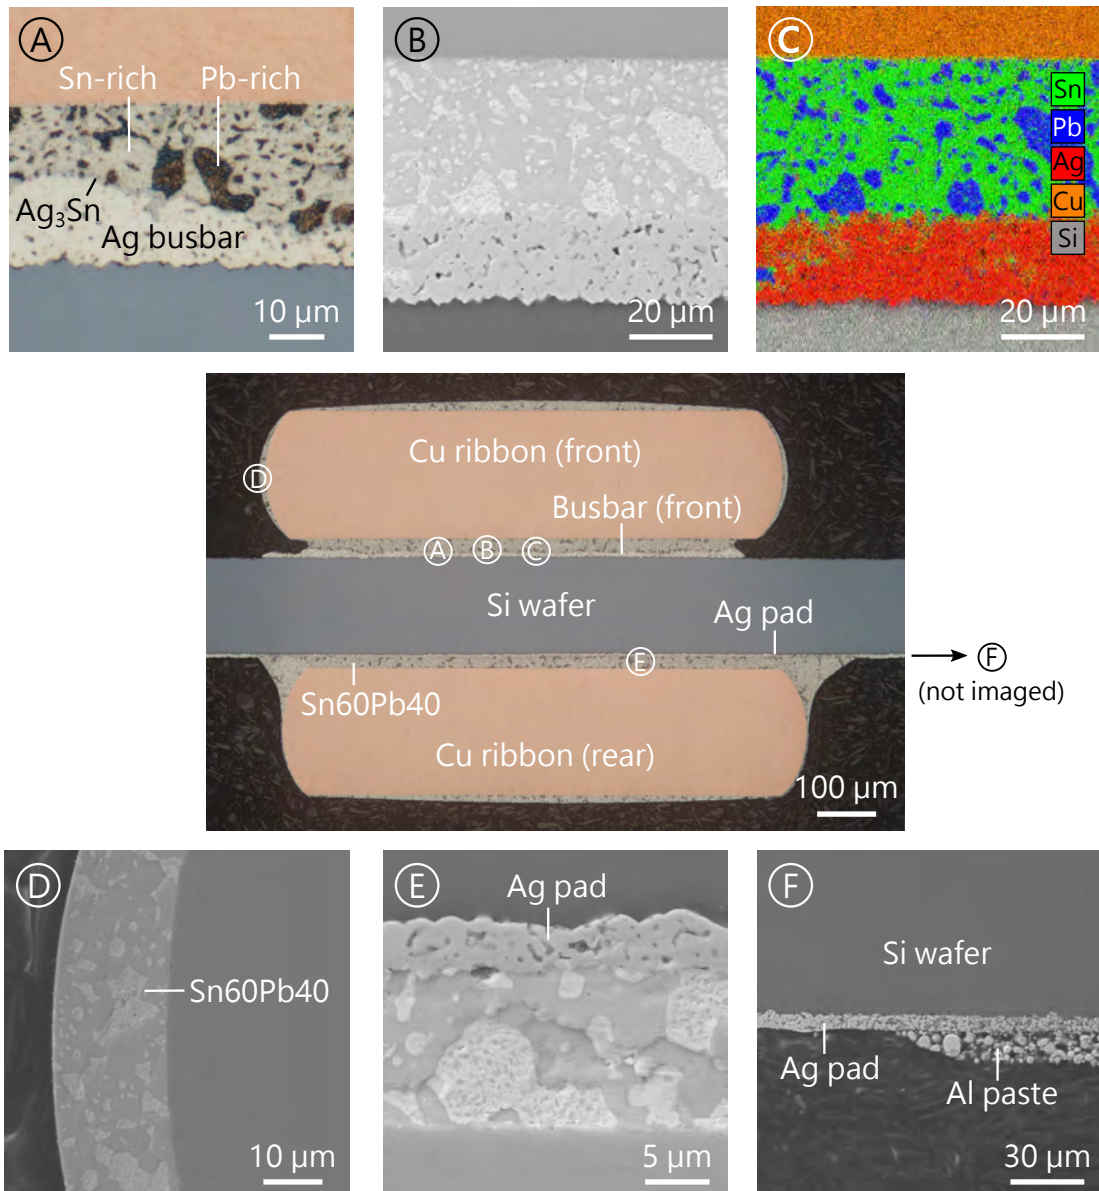 A
Sn-rich
Pb-rich
Ag₃Sn
Ag busbar
10 µm
B
20 µm
C
Sn
Pb
Ag
Cu
Si
20 µm
Cu ribbon (front)
D
Busbar (front)
A
B
C
Si wafer
Ag pad
E
F
(not imaged)
Sn60Pb40
Cu ribbon (rear)
100 µm
D
Sn60Pb40
10 µm
E
Ag pad
5 µm
F
Si wafer
Ag pad
Al paste
30 µm